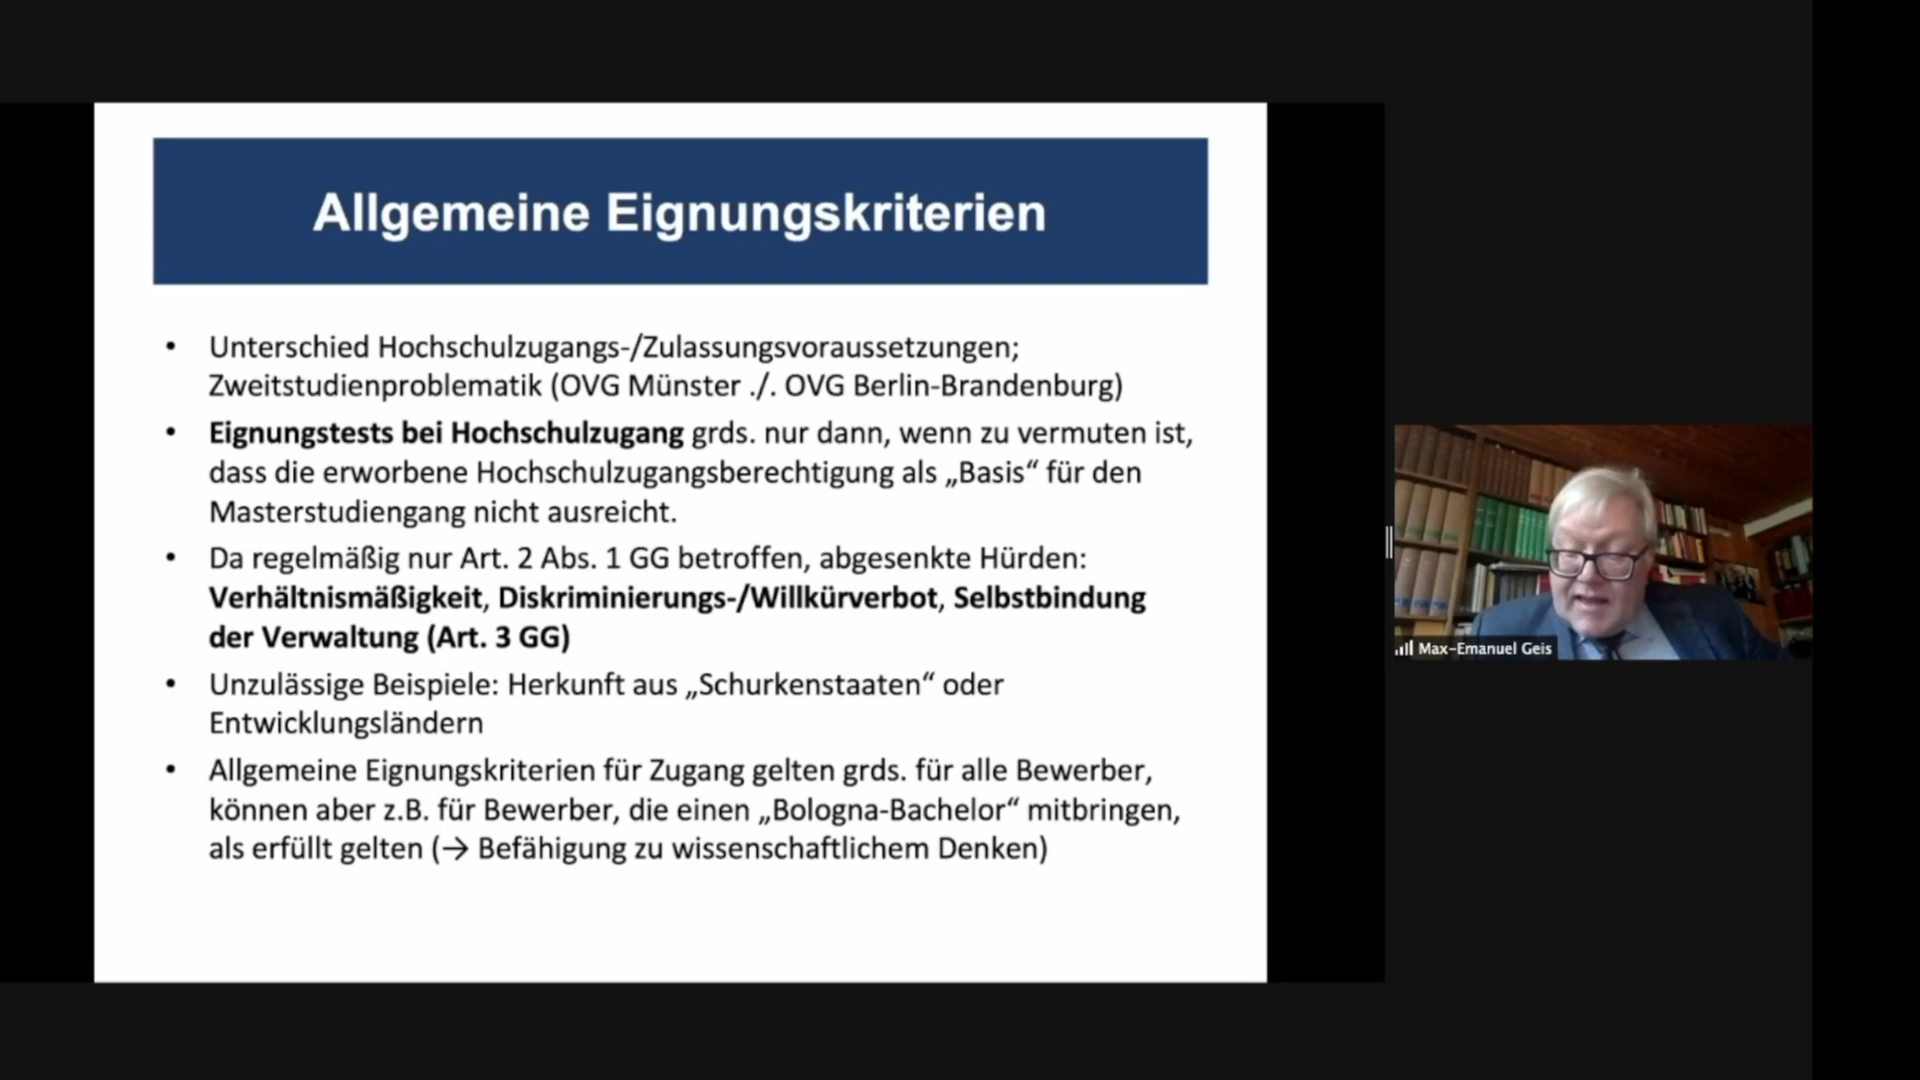 Allgemeine Eignungskriterien
• Unterschied Hochschulzugangs-/Zulassungsvoraussetzungen;
Zweitstudienproblematik (OVG Münster ./. OVG Berlin-Brandenburg)
• Eignungstests bei Hochschulzugang grds. nur dann, wenn zu vermuten ist,
dass die erworbene Hochschulzugangsberechtigung als „Basis“ für den
Masterstudiengang nicht ausreicht.
• Da regelmäßig nur Art. 2 Abs. 1 GG betroffen, abgesenkte Hürden:
Verhältnismäßigkeit, Diskriminierungs-/Willkürverbot, Selbstbindung
der Verwaltung (Art. 3 GG)
• Unzulässige Beispiele: Herkunft aus „Schurkenstaaten“ oder
Entwicklungsländern
• Allgemeine Eignungskriterien für Zugang gelten grds. für alle Bewerber,
können aber z.B. für Bewerber, die einen „Bologna-Bachelor“ mitbringen,
als erfüllt gelten (→ Befähigung zu wissenschaftlichem Denken)
Max-Emanuel Geis